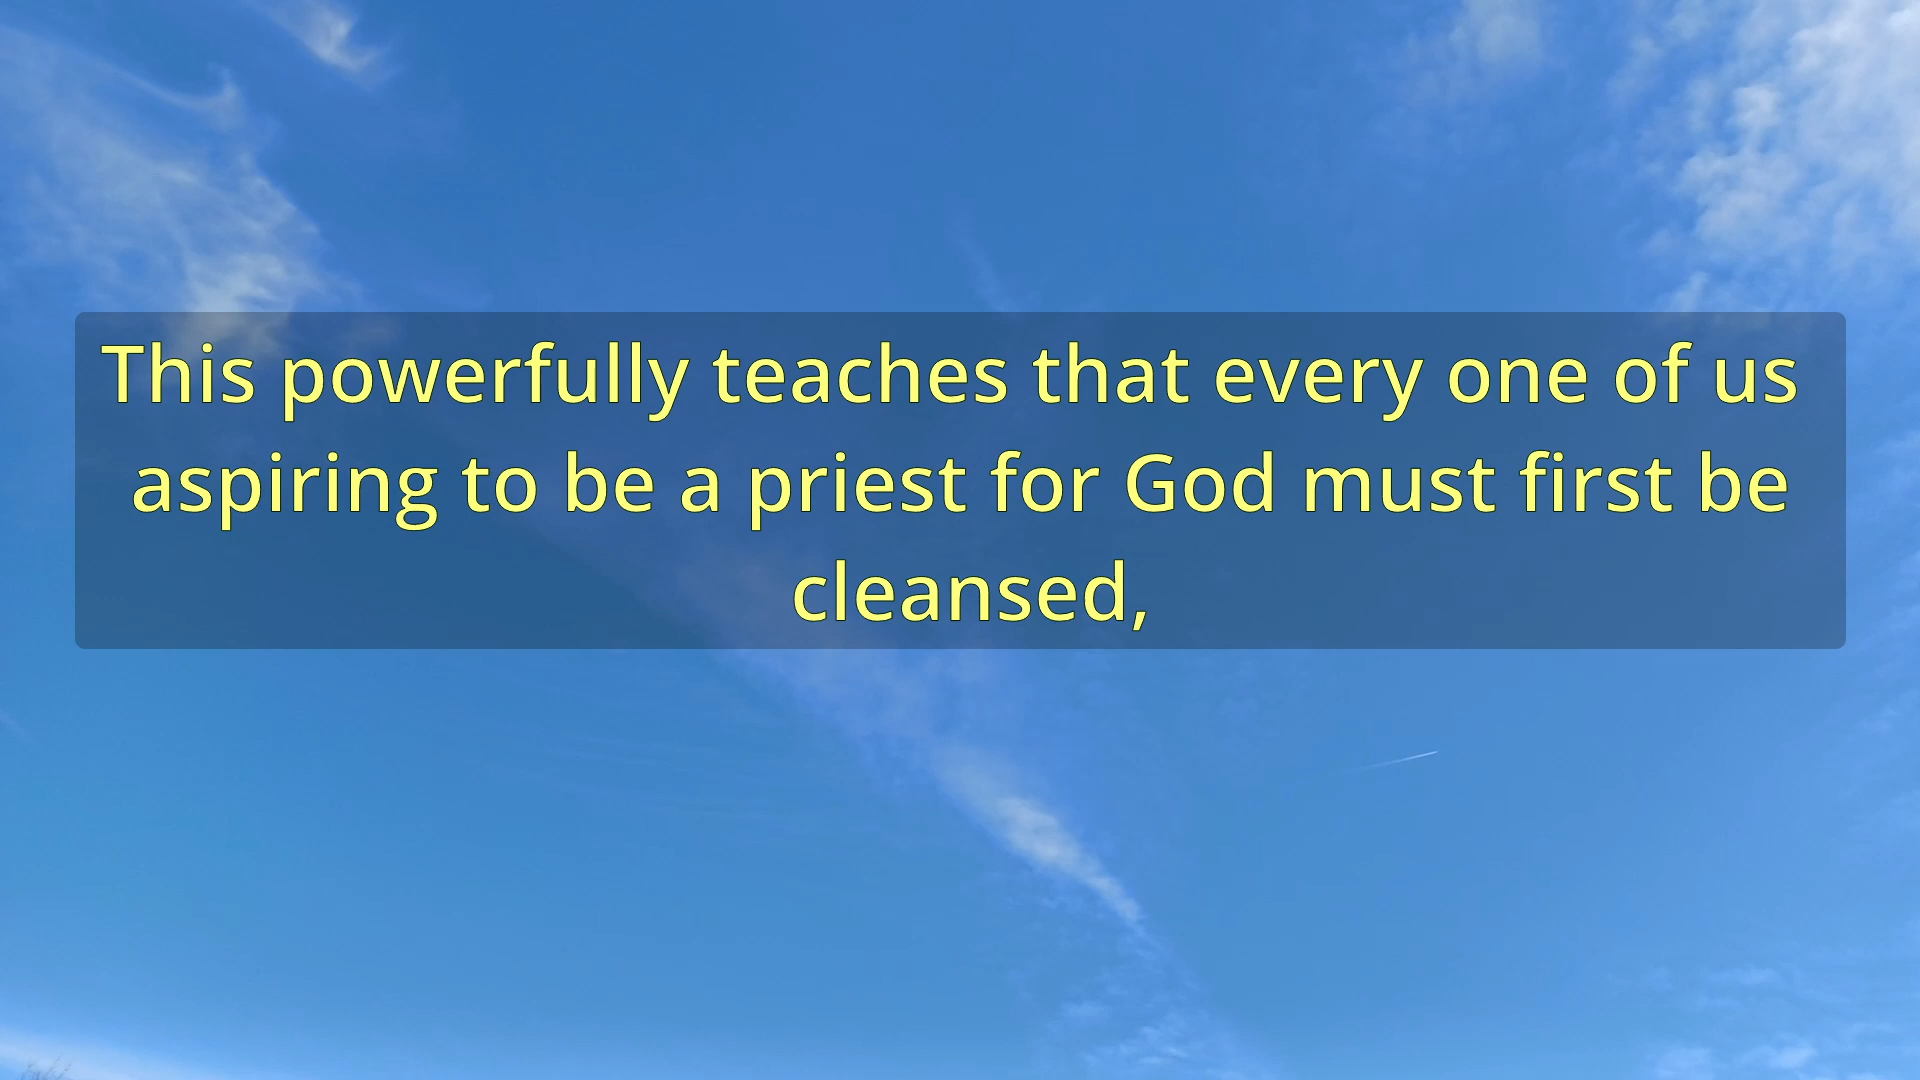 This powerfully teaches that every one of us
aspiring to be a priest for God must first be
cleansed,